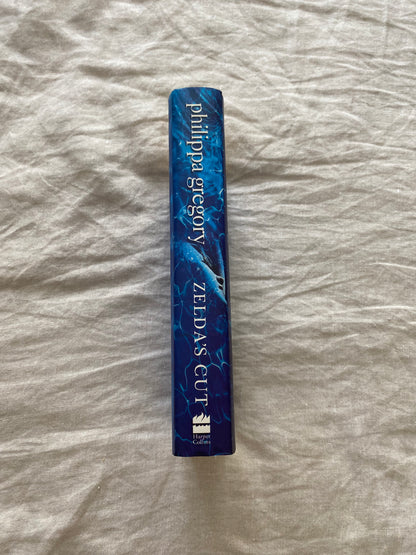 philippa gregory
ZELDA'S CUT
Harper
Collins